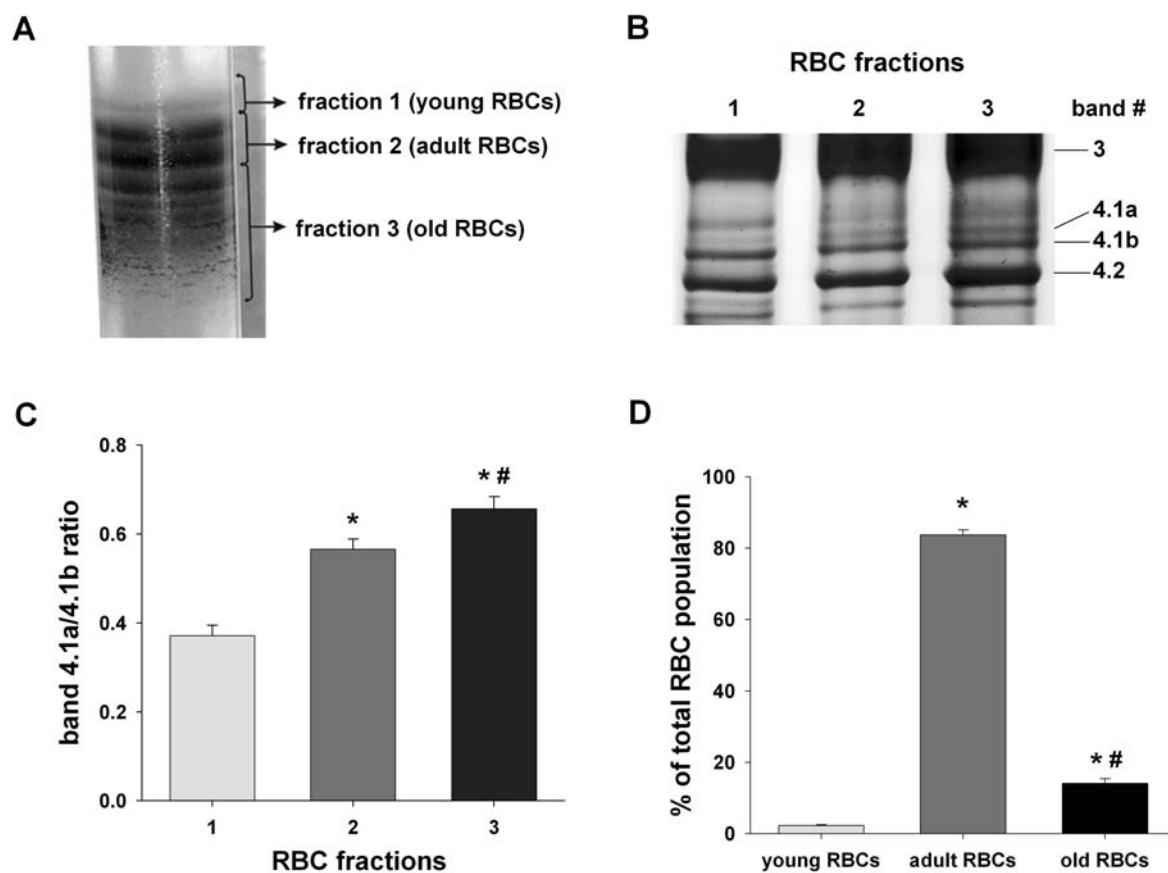 A
fraction 1 (young RBCs)
fraction 2 (adult RBCs)
fraction 3 (old RBCs)
B
RBC fractions
1 2 3 band #
3
4.1a
4.1b
4.2
C
band 4.1a/4.1b ratio
0.8
0.6
0.4
0.2
0.0
*
* #
1 2 3
RBC fractions
D
% of total RBC population
100
80
60
40
20
0
*
* #
young RBCs adult RBCs old RBCs